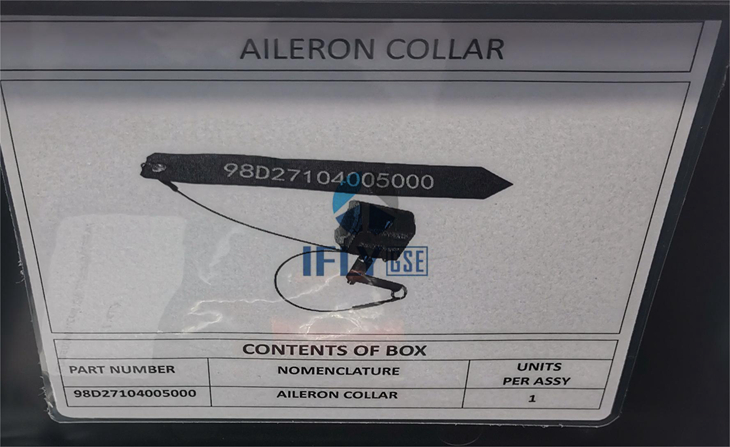 AILERON COLLAR
98D27104005000
IFLY GSE
CONTENTS OF BOX
PART NUMBER NOMENCLATURE UNITS PER ASSY
98D27104005000 AILERON COLLAR 1